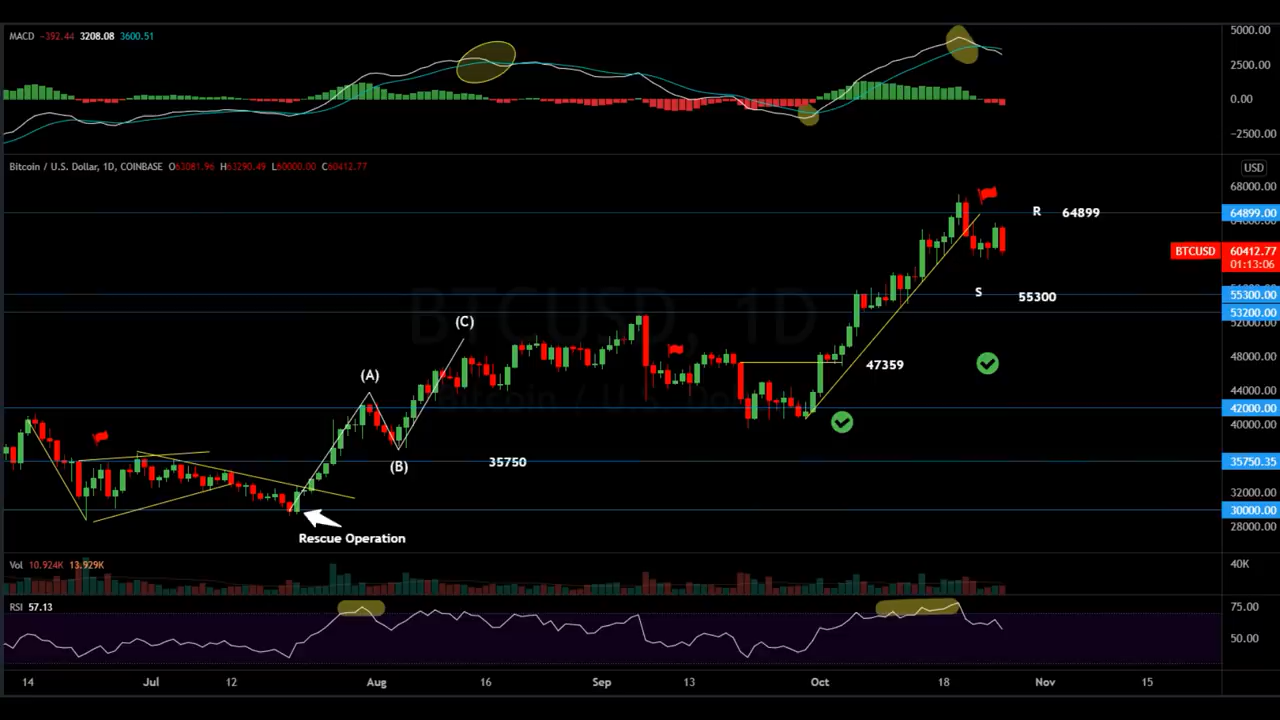 MACD -392.44 3208.08 3600.51
5000.00
2500.00
0.00
-2500.00
Bitcoin / U.S. Dollar, 1D, COINBASE O63081.96 H63290.49 L60000.00 C60412.77
USD
68000.00
R 64899
64899.00
BTCUSD 60412.77
01:13:06
S 55300
55300.00
53200.00
52000.00
BTCUSD, 1D
(C)
48000.00
47359
(A)
44000.00
42000.00
40000.00
(B)
35750
35750.35
32000.00
30000.00
28000.00
Rescue Operation
Vol 10.924K 13.929K
40K
RSI 57.13
75.00
50.00
14 Jul 12 Aug 16 Sep 13 Oct 18 Nov 15